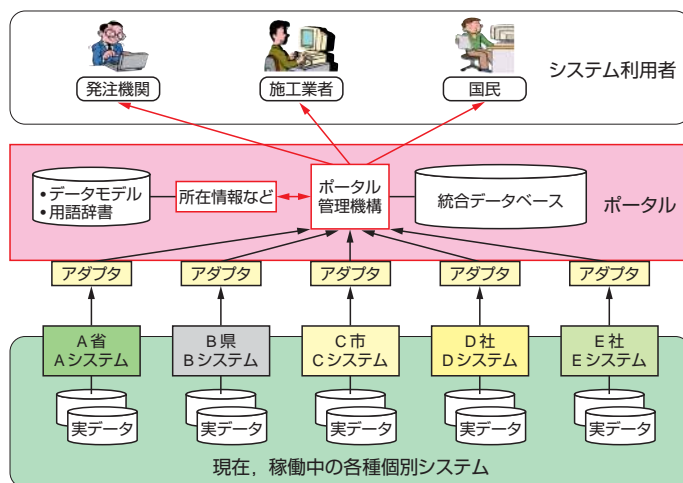 システム利用者
発注機関
施工業者
国民
• データモデル
• 用語辞書
所在情報など
ポータル
管理機構
統合データベース
ポータル
アダプタ
アダプタ
アダプタ
アダプタ
アダプタ
A省
Aシステム
B県
Bシステム
C市
Cシステム
D社
Dシステム
E社
Eシステム
実データ
実データ
実データ
実データ
実データ
現在，稼働中の各種個別システム